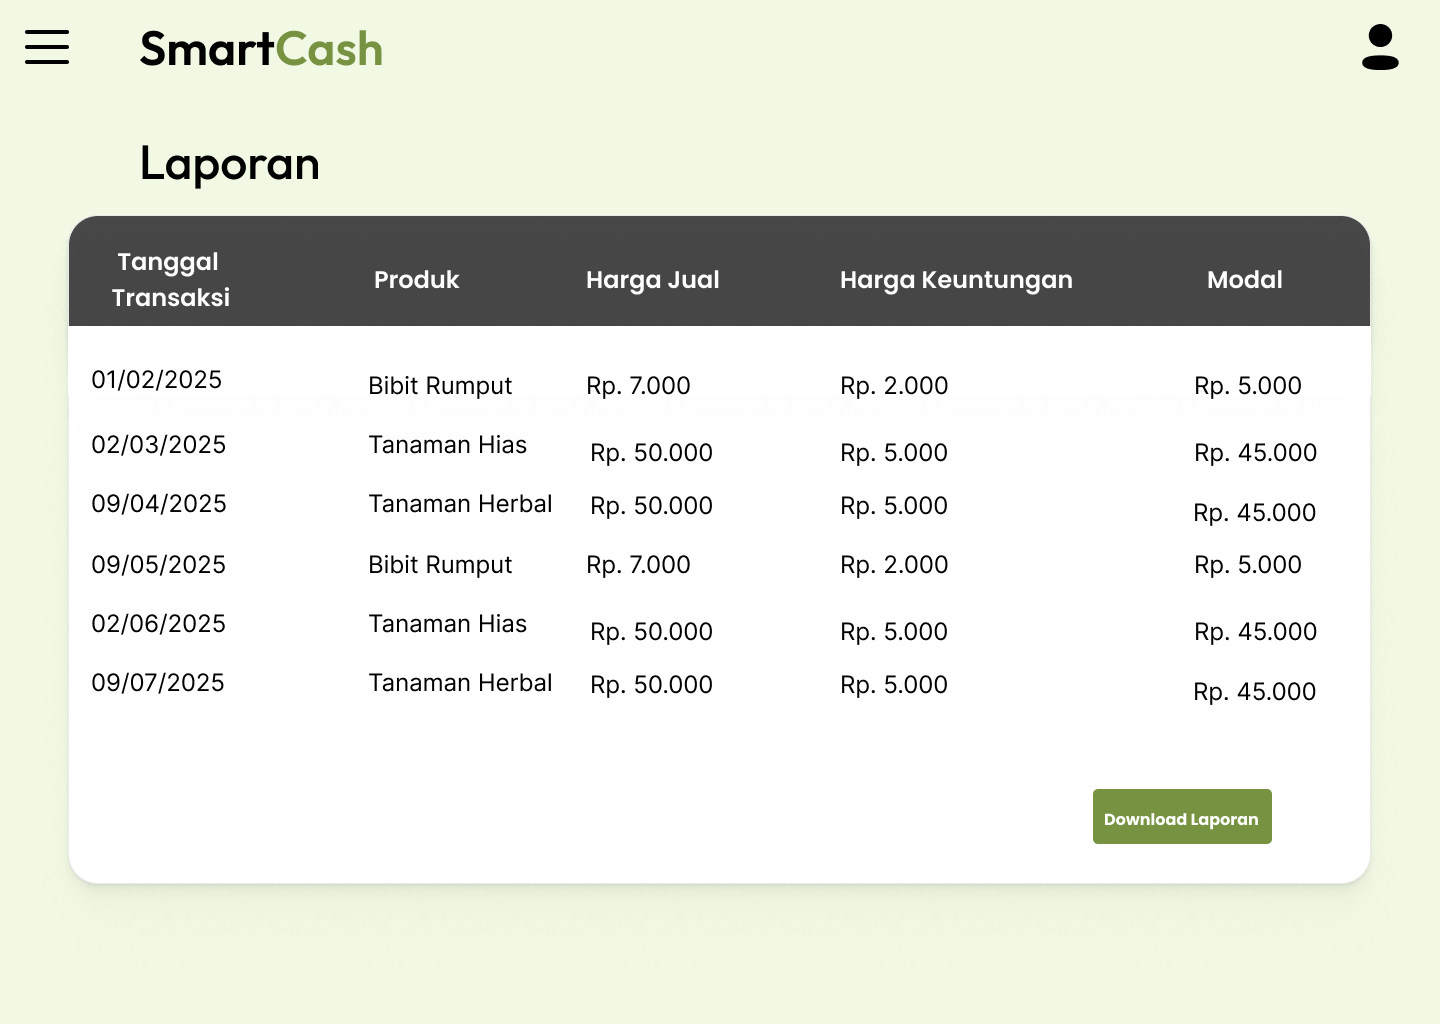 SmartCash
Laporan
Tanggal Transaksi Produk Harga Jual Harga Keuntungan Modal
01/02/2025 Bibit Rumput Rp. 7.000 Rp. 2.000 Rp. 5.000
02/03/2025 Tanaman Hias Rp. 50.000 Rp. 5.000 Rp. 45.000
09/04/2025 Tanaman Herbal Rp. 50.000 Rp. 5.000 Rp. 45.000
09/05/2025 Bibit Rumput Rp. 7.000 Rp. 2.000 Rp. 5.000
02/06/2025 Tanaman Hias Rp. 50.000 Rp. 5.000 Rp. 45.000
09/07/2025 Tanaman Herbal Rp. 50.000 Rp. 5.000 Rp. 45.000
Download Laporan